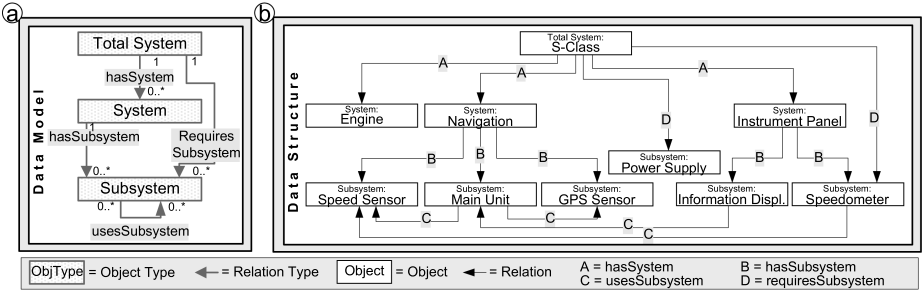 a
Data Model
Total System
1
1
hasSystem
0..*
System
1
hasSubsystem
Requires
Subsystem
0..*
0..*
Subsystem
0..*
0..*
usesSubsystem
b
Data Structure
Total System:
S-Class
A
A
A
D
D
System:
Engine
System:
Navigation
System:
Instrument Panel
B
B
B
B
B
Subsystem:
Power Supply
Subsystem:
Speed Sensor
Subsystem:
Main Unit
Subsystem:
GPS Sensor
Subsystem:
Information Displ.
Subsystem:
Speedometer
C
C
C
C
ObjType = Object Type
= Relation Type
Object = Object
= Relation
A = hasSystem
B = hasSubsystem
C = usesSubsystem
D = requiresSubsystem